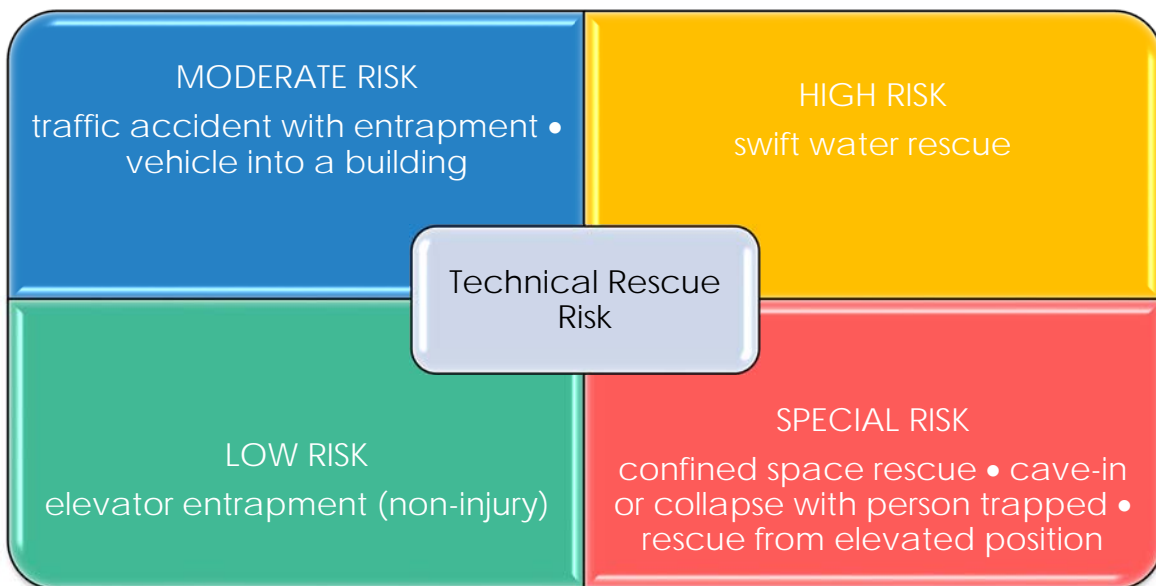 MODERATE RISK
traffic accident with entrapment •
vehicle into a building
HIGH RISK
swift water rescue
Technical Rescue
Risk
LOW RISK
elevator entrapment (non-injury)
SPECIAL RISK
confined space rescue • cave-in
or collapse with person trapped •
rescue from elevated position